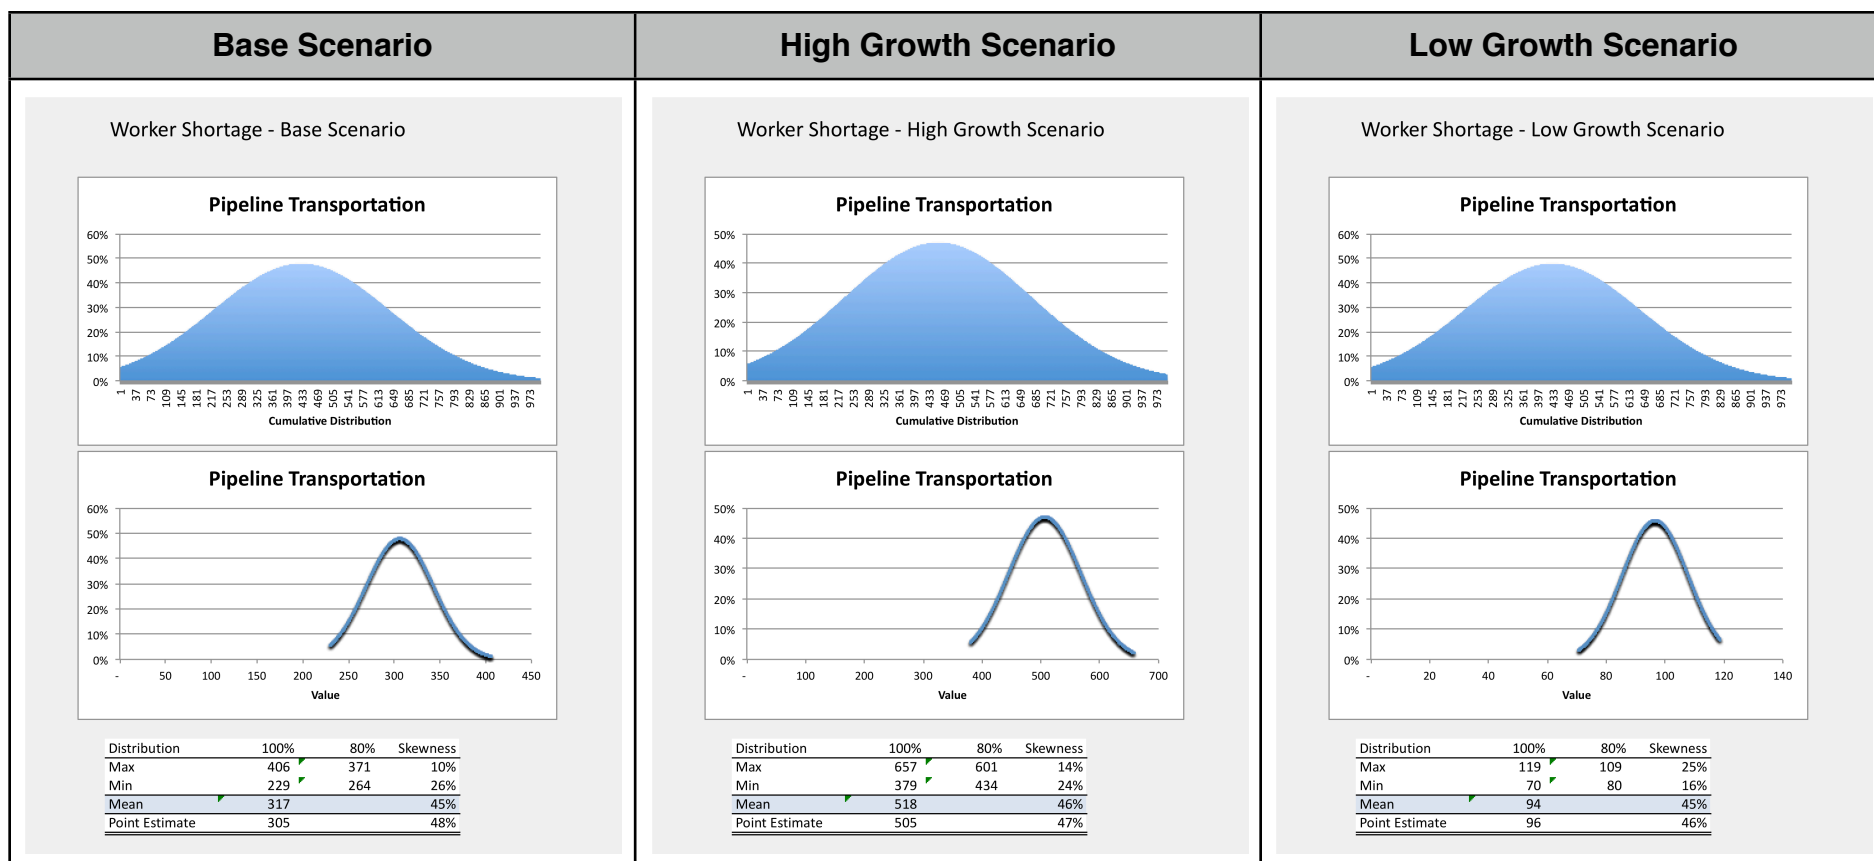 Base Scenario
High Growth Scenario
Low Growth Scenario
Worker Shortage - Base Scenario
Pipeline Transportation
60%
50%
40%
30%
20%
10%
0%
1 37 73 109 145 181 217 253 289 325 361 397 433 469 505 541 577 613 649 685 721 757 793 829 865 901 937 973
Cumulative Distribution
Pipeline Transportation
60%
50%
40%
30%
20%
10%
0%
- 50 100 150 200 250 300 350 400 450
Value
Distribution 100% 80% Skewness
Max 406 371 10%
Min 229 264 26%
Mean 317 45%
Point Estimate 305 48%
Worker Shortage - High Growth Scenario
Pipeline Transportation
50%
40%
30%
20%
10%
0%
1 37 73 109 145 181 217 253 289 325 361 397 433 469 505 541 577 613 649 685 721 757 793 829 865 901 937 973
Cumulative Distribution
Pipeline Transportation
50%
40%
30%
20%
10%
0%
- 100 200 300 400 500 600 700
Value
Distribution 100% 80% Skewness
Max 657 601 14%
Min 379 434 24%
Mean 518 46%
Point Estimate 505 47%
Worker Shortage - Low Growth Scenario
Pipeline Transportation
60%
50%
40%
30%
20%
10%
0%
1 37 73 109 145 181 217 253 289 325 361 397 433 469 505 541 577 613 649 685 721 757 793 829 865 901 937 973
Cumulative Distribution
Pipeline Transportation
50%
40%
30%
20%
10%
0%
- 20 40 60 80 100 120 140
Value
Distribution 100% 80% Skewness
Max 119 109 25%
Min 70 80 16%
Mean 94 45%
Point Estimate 96 46%